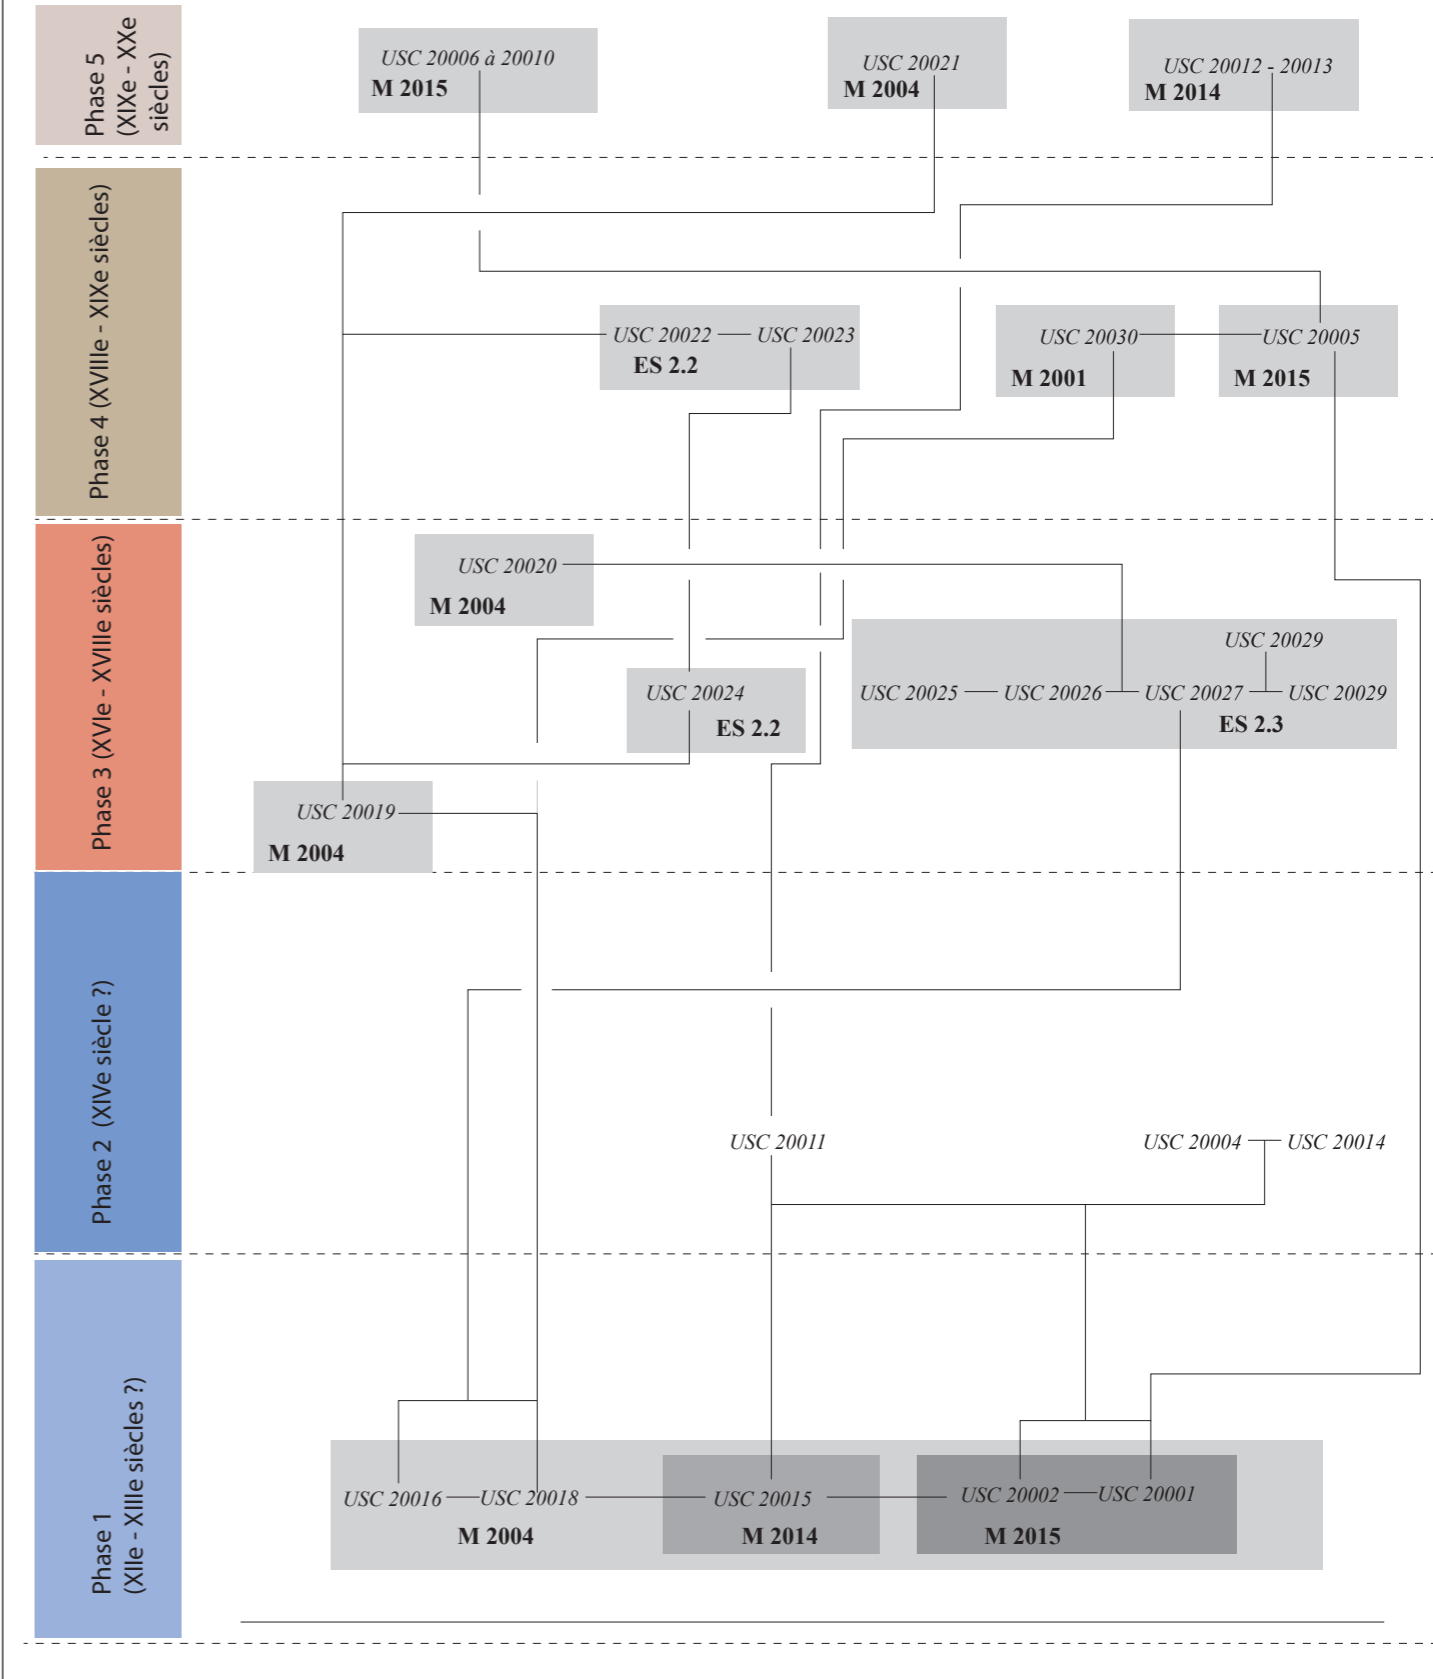 Phase 5
(XIXe - XXe
siècles)
USC 20006 à 20010
M 2015
USC 20021
M 2004
USC 20012 - 20013
M 2014
Phase 4 (XVIIIe - XIXe siècles)
USC 20022
USC 20023
ES 2.2
USC 20030
M 2001
USC 20005
M 2015
Phase 3 (XVIe - XVIIIe siècles)
USC 20020
M 2004
USC 20029
USC 20025
USC 20026
USC 20027
USC 20029
ES 2.3
USC 20024
ES 2.2
USC 20019
M 2004
Phase 2 (XIVe siècle ?)
USC 20011
USC 20004
USC 20014
Phase 1
(XIIe - XIIIe siècles ?)
USC 20016
USC 20018
M 2004
USC 20015
M 2014
USC 20002
USC 20001
M 2015